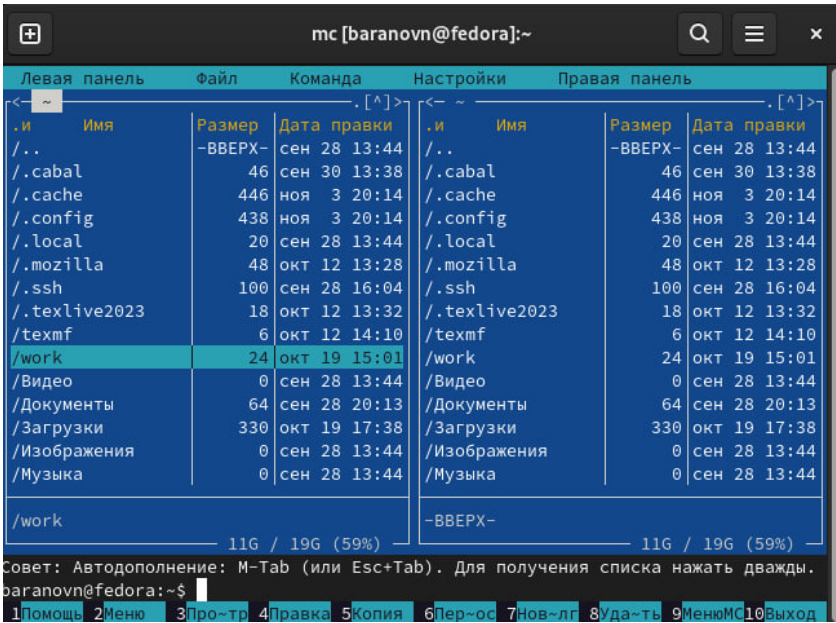 mc [baranovn@fedora]:~
Левая панель Файл Команда Настройки Правая панель
<— ~ .[^]> <— ~ .[^]>
.и Имя Размер Дата правки .и Имя Размер Дата правки
/.. -ВВЕРХ- сен 28 13:44 /.. -ВВЕРХ- сен 28 13:44
/.cabal 46 сен 30 13:38 /.cabal 46 сен 30 13:38
/.cache 446 ноя 3 20:14 /.cache 446 ноя 3 20:14
/.config 438 ноя 3 20:14 /.config 438 ноя 3 20:14
/.local 20 сен 28 13:44 /.local 20 сен 28 13:44
/.mozilla 48 окт 12 13:28 /.mozilla 48 окт 12 13:28
/.ssh 100 сен 28 16:04 /.ssh 100 сен 28 16:04
/.texlive2023 18 окт 12 13:32 /.texlive2023 18 окт 12 13:32
/texmf 6 окт 12 14:10 /texmf 6 окт 12 14:10
/work 24 окт 19 15:01 /work 24 окт 19 15:01
/Видео 0 сен 28 13:44 /Видео 0 сен 28 13:44
/Документы 64 сен 28 20:13 /Документы 64 сен 28 20:13
/Загрузки 330 окт 19 17:38 /Загрузки 330 окт 19 17:38
/Изображения 0 сен 28 13:44 /Изображения 0 сен 28 13:44
/Музыка 0 сен 28 13:44 /Музыка 0 сен 28 13:44
/work -ВВЕРХ-
11G / 19G (59%) 11G / 19G (59%)
Совет: Автодополнение: M-Tab (или Esc+Tab). Для получения списка нажать дважды.
baranovn@fedora:~$
1Помощь 2Меню 3Про~тр 4Правка 5Копия 6Пер~ос 7Нов~лг 8Уда~ть 9МенюMC 10Выход